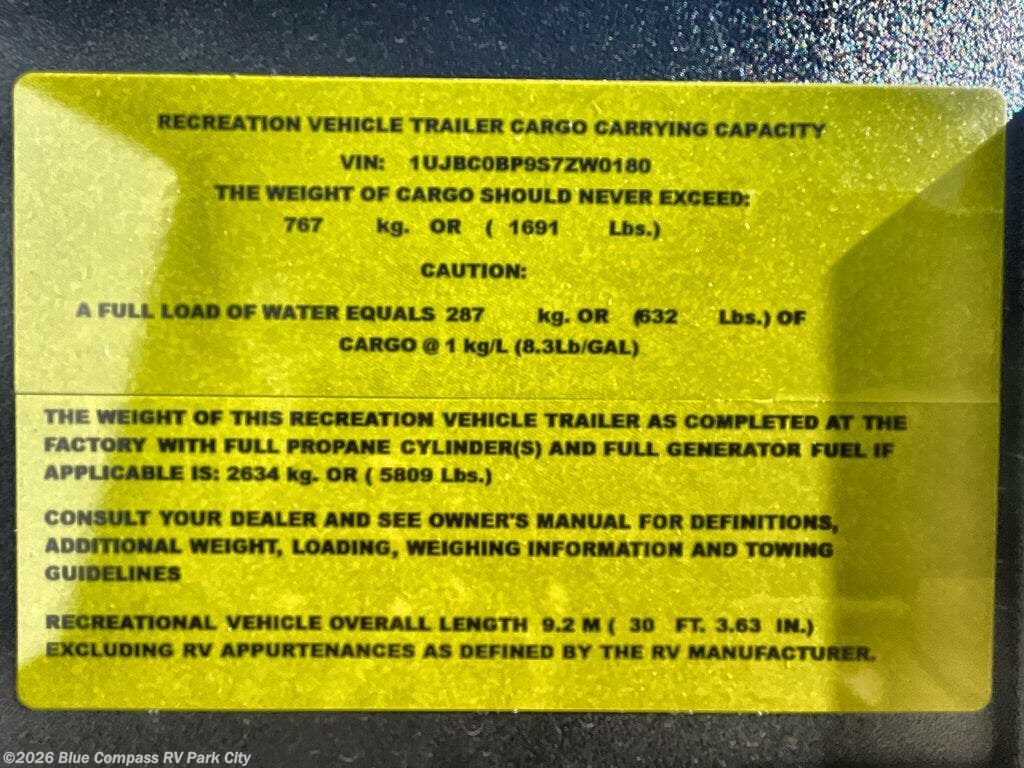 RECREATION VEHICLE TRAILER CARGO CARRYING CAPACITY
VIN: 1UJBC0BP9S7ZW0180
THE WEIGHT OF CARGO SHOULD NEVER EXCEED:
767 kg. OR ( 1691 Lbs.)
CAUTION:
A FULL LOAD OF WATER EQUALS 287 kg. OR (632 Lbs.) OF
CARGO @ 1 kg/L (8.3Lb/GAL)
THE WEIGHT OF THIS RECREATION VEHICLE TRAILER AS COMPLETED AT THE
FACTORY WITH FULL PROPANE CYLINDER(S) AND FULL GENERATOR FUEL IF
APPLICABLE IS: 2634 kg. OR ( 5809 Lbs.)
CONSULT YOUR DEALER AND SEE OWNER'S MANUAL FOR DEFINITIONS,
ADDITIONAL WEIGHT, LOADING, WEIGHING INFORMATION AND TOWING
GUIDELINES
RECREATIONAL VEHICLE OVERALL LENGTH 9.2 M ( 30 FT. 3.63 IN.)
EXCLUDING RV APPURTENANCES AS DEFINED BY THE RV MANUFACTURER.
©2026 Blue Compass RV Park City